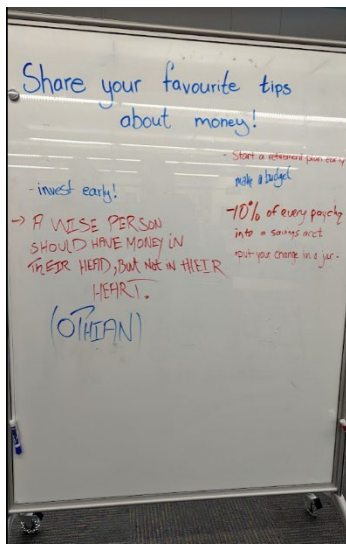 Share your favourite tips
about money!
- Start a retirement plan early
make a budget
- invest early!
-10% of every paychq
into a savings acct
put your change in a jar.
→ A WISE PERSON
SHOULD HAVE MONEY IN
THEIR HEAD, BUT NOT IN THEIR
HEART.
(OTHIAN)